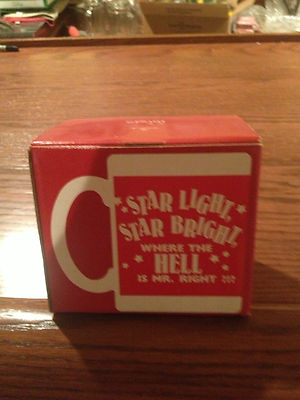 STAR LIGHT,
STAR BRIGHT,
WHERE THE
HELL
IS MR. RIGHT ???